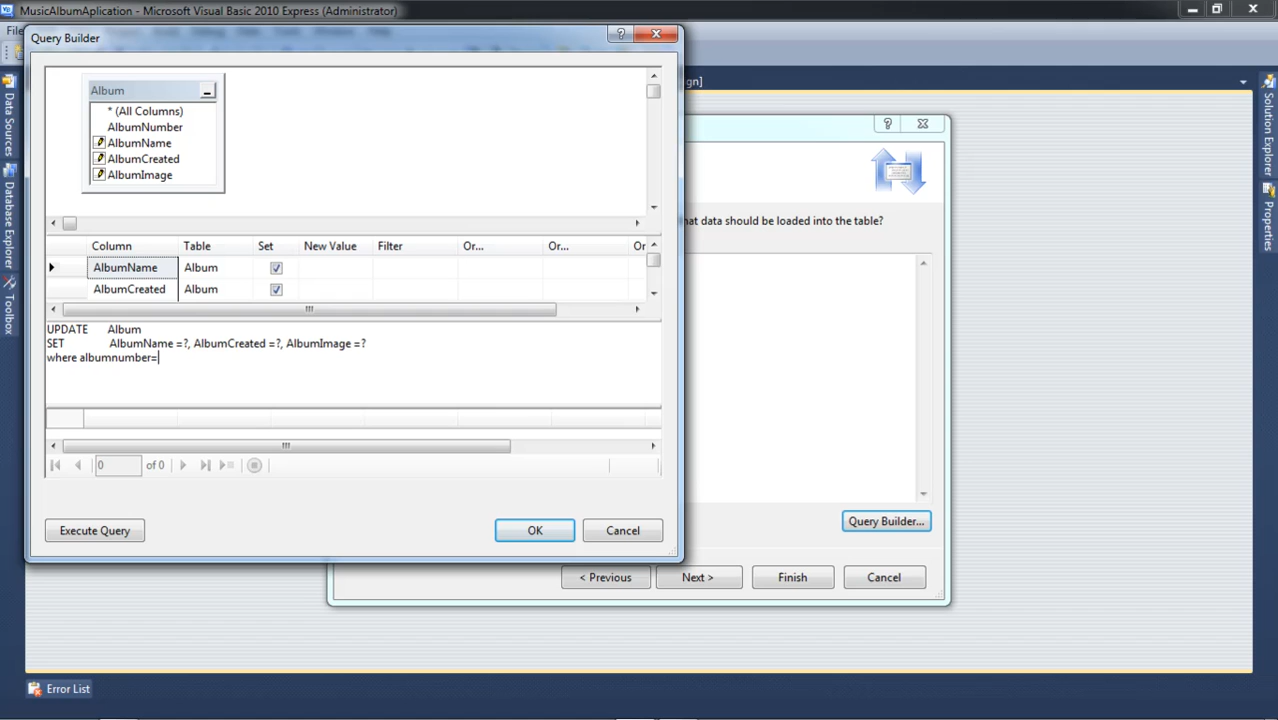 MusicAlbumAplication - Microsoft Visual Basic 2010 Express (Administrator)
File
Query Builder
Album
* (All Columns)
AlbumNumber
AlbumName
AlbumCreated
AlbumImage
Column Table Set New Value Filter Or... Or... Or
AlbumName Album
AlbumCreated Album
UPDATE Album
SET AlbumName =?, AlbumCreated =?, AlbumImage =?
where albumnumber=
0 of 0
Execute Query OK Cancel
gn]
hat data should be loaded into the table?
Query Builder...
< Previous Next > Finish Cancel
Data Sources
Database Explorer
Toolbox
Solution Explorer
Properties
Error List